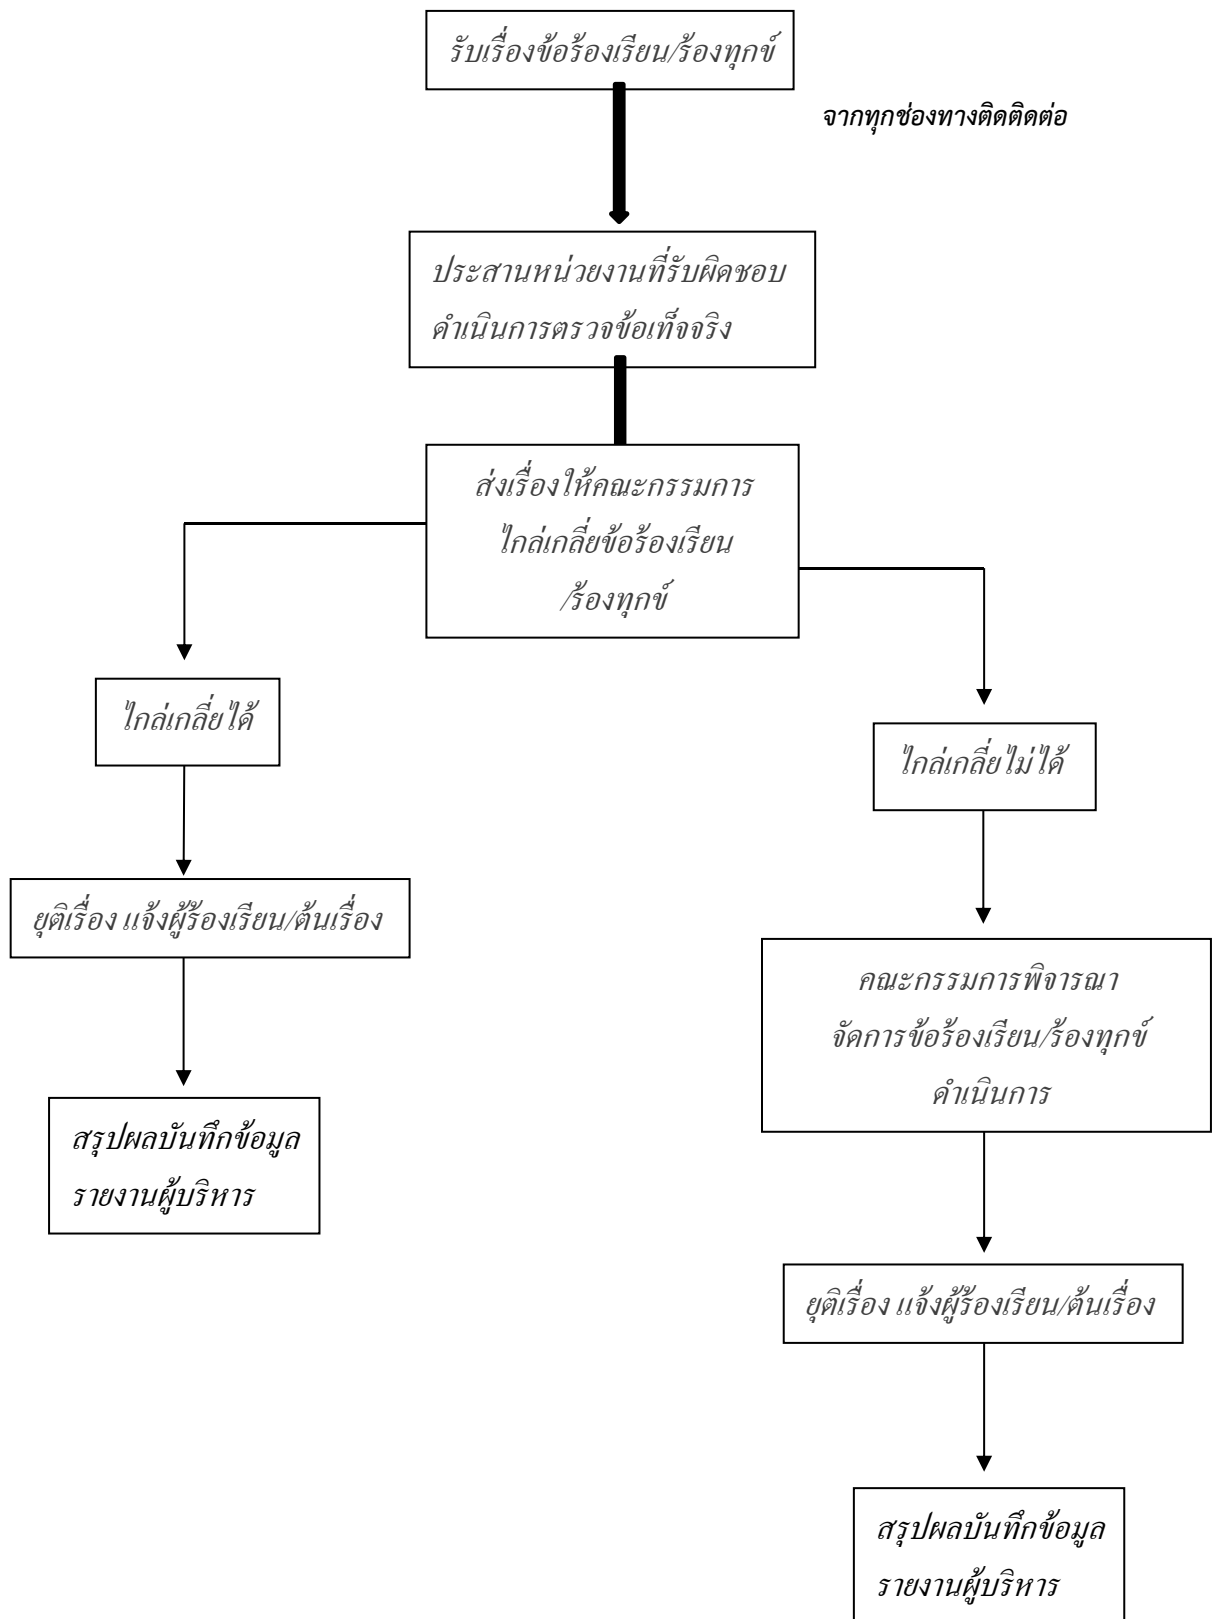 รับเรื่องข้อร้องเรียน/ร้องทุกข์
จากทุกช่องทางติดติดต่อ
ประสานหน่วยงานที่รับผิดชอบ
ดำเนินการตรวจข้อเท็จจริง
ส่งเรื่องให้คณะกรรมการ
ไกล่เกลี่ยข้อร้องเรียน
/ร้องทุกข์
ไกล่เกลี่ยได้
ไกล่เกลี่ยไม่ได้
ยุติเรื่อง แจ้งผู้ร้องเรียน/ต้นเรื่อง
คณะกรรมการพิจารณา
จัดการข้อร้องเรียน/ร้องทุกข์
ดำเนินการ
สรุปผลบันทึกข้อมูล
รายงานผู้บริหาร
ยุติเรื่อง แจ้งผู้ร้องเรียน/ต้นเรื่อง
สรุปผลบันทึกข้อมูล
รายงานผู้บริหาร